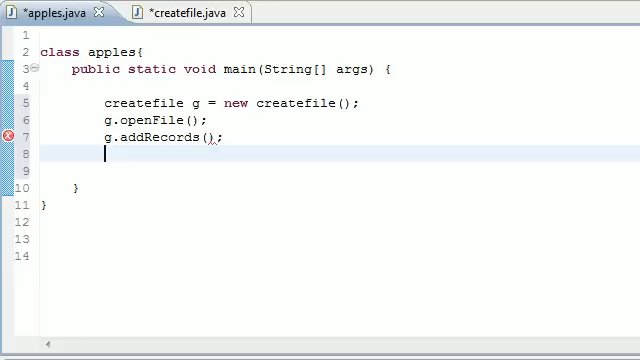 *apples.java
*createfile.java
1
2 class apples{
3 public static void main(String[] args) {
4
5 createfile g = new createfile();
6 g.openFile();
7 g.addRecords();
8
9
10 }
11 }
12
13
14